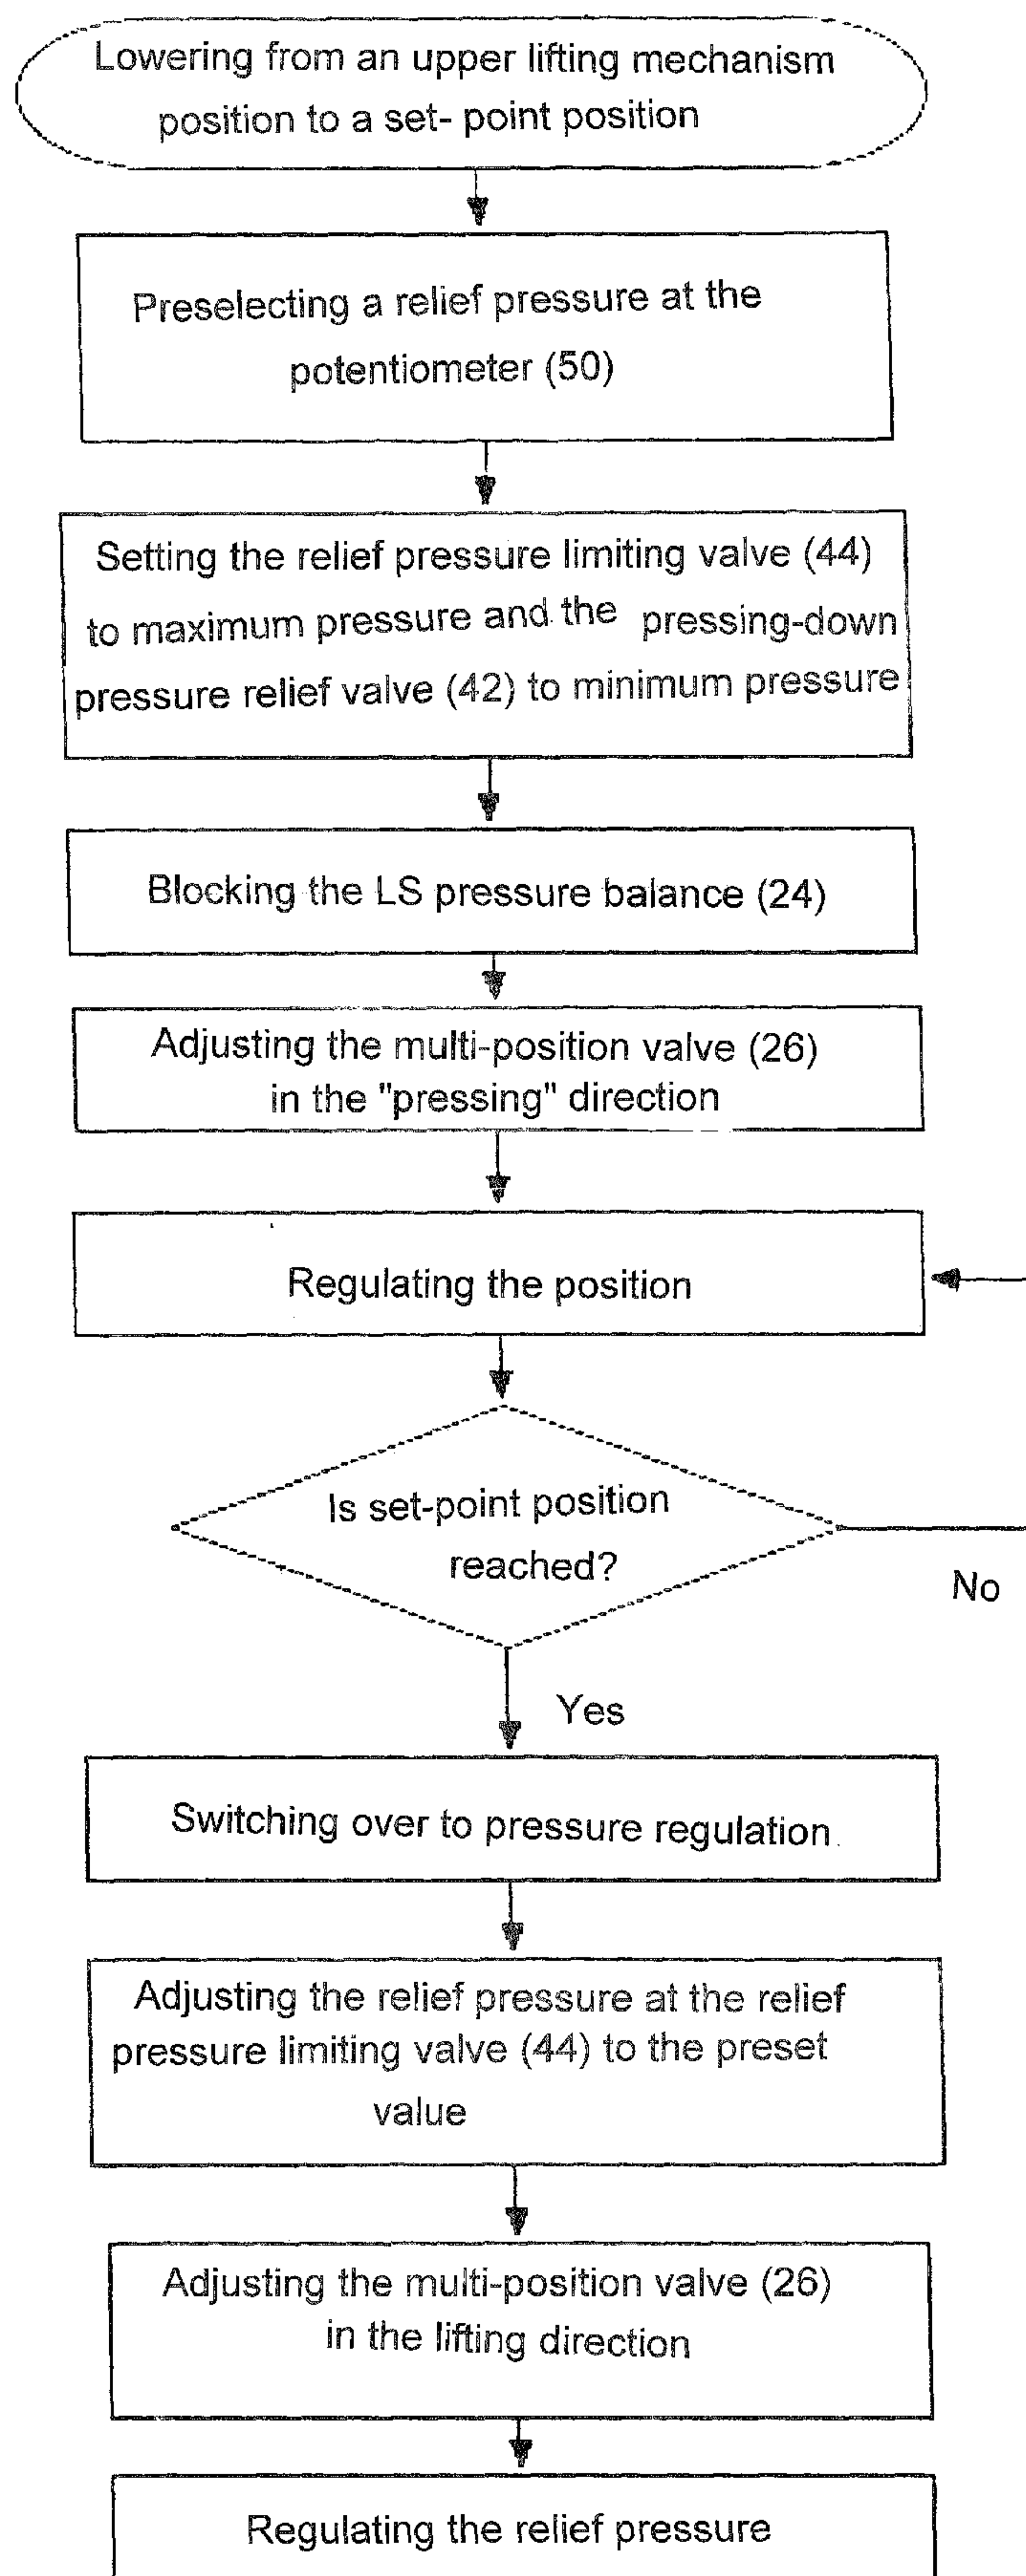 Lowering from an upper lifting mechanism
position to a set- point position
Preselecting a relief pressure at the
potentiometer (50)
Setting the relief pressure limiting valve (44)
to maximum pressure and the pressing-down
pressure relief valve (42) to minimum pressure
Blocking the LS pressure balance (24)
Adjusting the multi-position valve (26)
in the "pressing" direction
Regulating the position
Is set-point position
reached?
No
Yes
Switching over to pressure regulation
Adjusting the relief pressure at the relief
pressure limiting valve (44) to the preset
value
Adjusting the multi-position valve (26)
in the lifting direction
Regulating the relief pressure